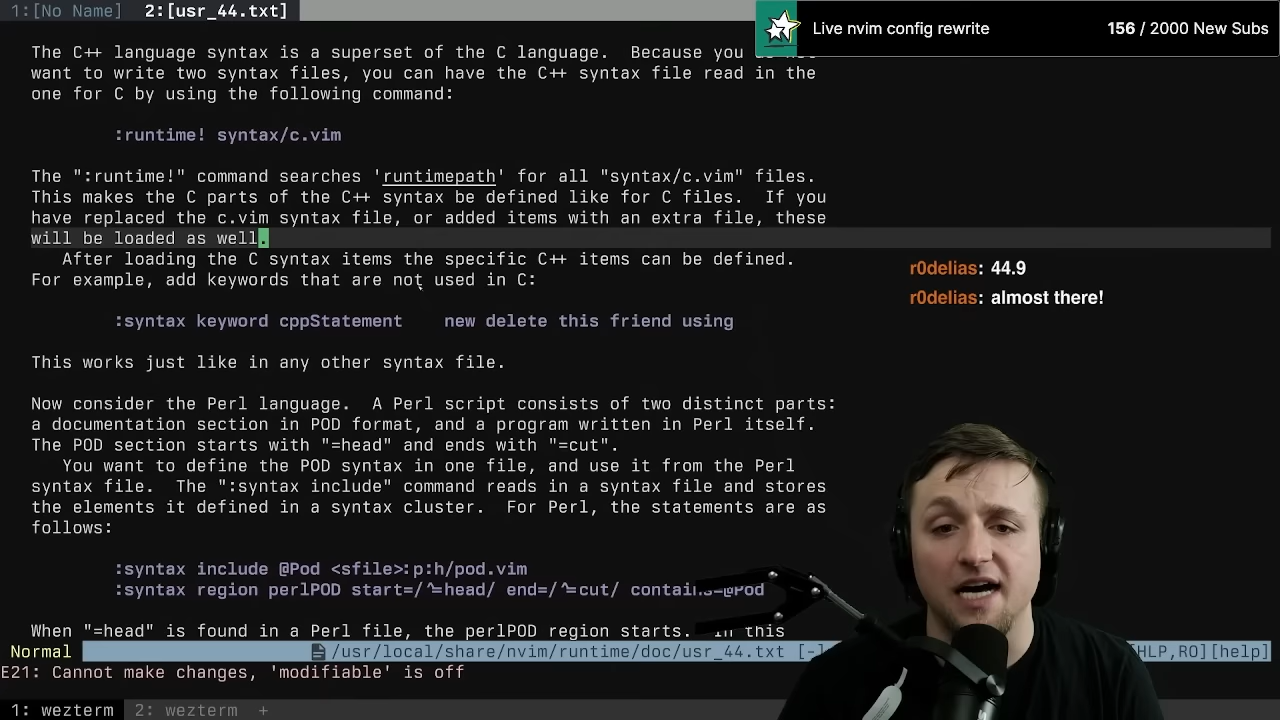 1:[No Name]  2:[usr_44.txt]
Live nvim config rewrite
156 / 2000 New Subs
The C++ language syntax is a superset of the C language.  Because you
want to write two syntax files, you can have the C++ syntax file read in the
one for C by using the following command:
:runtime! syntax/c.vim
The ":runtime!" command searches 'runtimepath' for all "syntax/c.vim" files.
This makes the C parts of the C++ syntax be defined like for C files.  If you
have replaced the c.vim syntax file, or added items with an extra file, these
will be loaded as well.
After loading the C syntax items the specific C++ items can be defined.
For example, add keywords that are not used in C:
r0delias: 44.9
r0delias: almost there!
:syntax keyword cppStatement    new delete this friend using
This works just like in any other syntax file.
Now consider the Perl language.  A Perl script consists of two distinct parts:
a documentation section in POD format, and a program written in Perl itself.
The POD section starts with "=head" and ends with "=cut".
You want to define the POD syntax in one file, and use it from the Perl
syntax file.  The ":syntax include" command reads in a syntax file and stores
the elements it defined in a syntax cluster.  For Perl, the statements are as
follows:
:syntax include @Pod <sfile>:p:h/pod.vim
:syntax region perlPOD start=/^=head/ end=/^=cut/ contains=@Pod
When "=head" is found in a Perl file, the perlPOD region starts.  In this
Normal  /usr/local/share/nvim/runtime/doc/usr_44.txt [-] HLP,RO][help]
E21: Cannot make changes, 'modifiable' is off
1: wezterm  2: wezterm  +